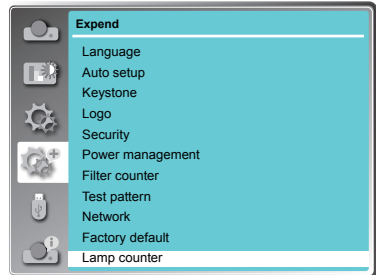 Expend
Language
Auto setup
Keystone
Logo
Security
Power management
Filter counter
Test pattern
Network
Factory default
Lamp counter